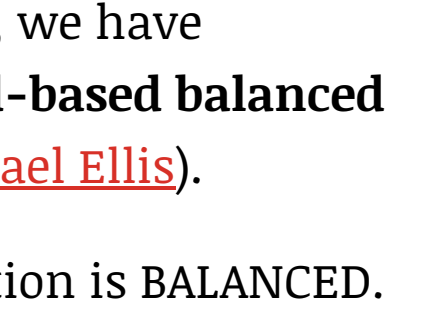 , we have
-based balanced
ael Ellis).
tion is BALANCED.